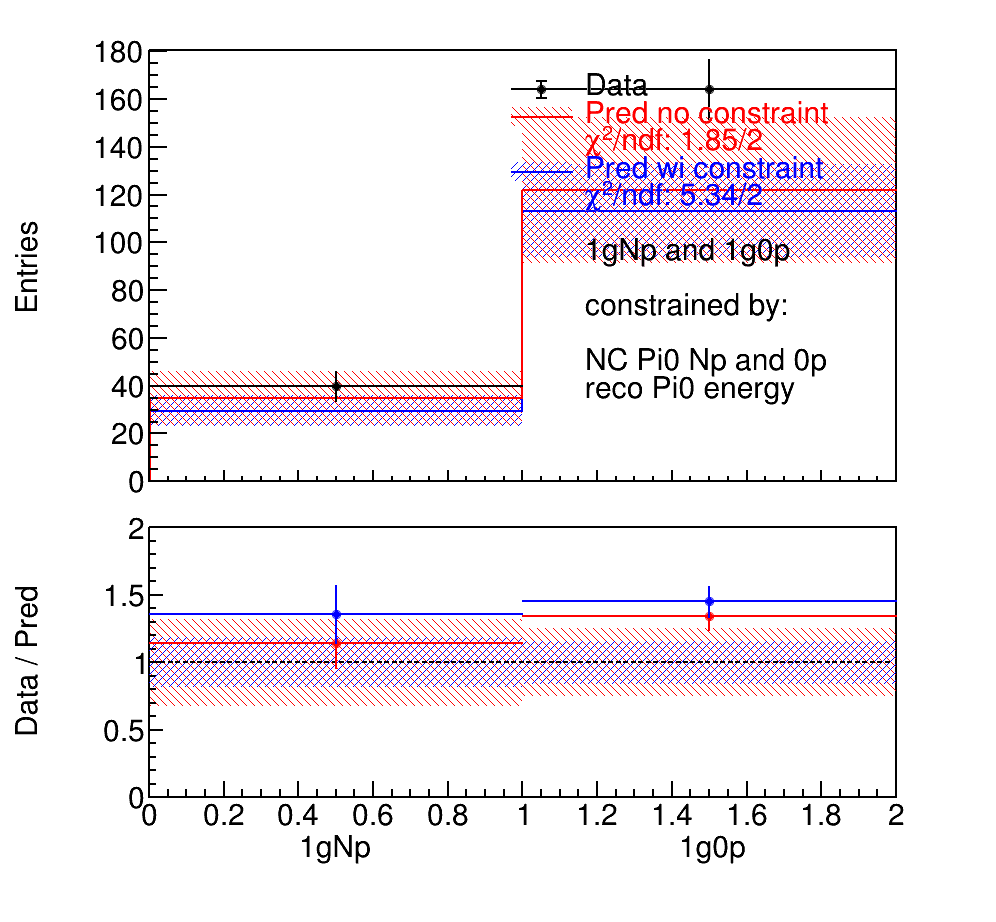 180
160
140
120
100
80
60
40
20
0
Entries
Data
Pred no constraint
χ²/ndf: 1.85/2
Pred wi constraint
χ²/ndf: 5.34/2
1gNp and 1g0p
constrained by:
NC Pi0 Np and 0p
reco Pi0 energy
2
1.5
1
0.5
0
Data / Pred
0 0.2 0.4 0.6 0.8 1 1.2 1.4 1.6 1.8 2
1gNp 1g0p